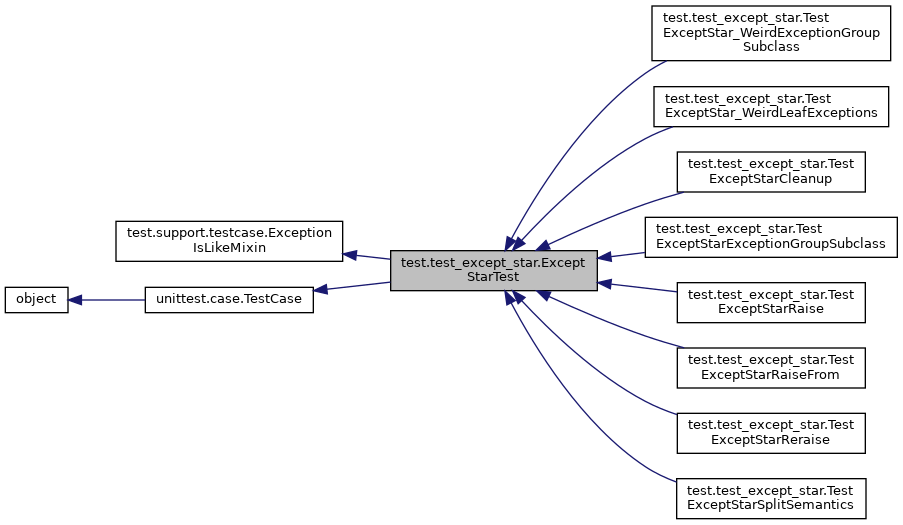 test.test_except_star.Test
ExceptStar_WeirdExceptionGroup
Subclass
test.test_except_star.Test
ExceptStar_WeirdLeafExceptions
test.test_except_star.Test
ExceptStarCleanup
test.support.testcase.Exception
IsLikeMixin
test.test_except_star.Test
ExceptStarExceptionGroupSubclass
test.test_except_star.Except
StarTest
object
unittest.case.TestCase
test.test_except_star.Test
ExceptStarRaise
test.test_except_star.Test
ExceptStarRaiseFrom
test.test_except_star.Test
ExceptStarReraise
test.test_except_star.Test
ExceptStarSplitSemantics